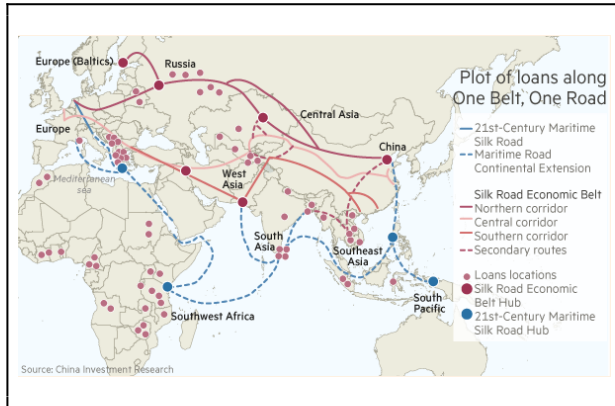 Europe (Baltics)
Russia
Plot of loans along
One Belt, One Road
Central Asia
Europe
China
21st-Century Maritime
Silk Road
Maritime Road
Continental Extension
Mediterranean
sea
West
Asia
Silk Road Economic Belt
Northern corridor
Central corridor
Southern corridor
Secondary routes
South
Asia
Southeast
Asia
Loans locations
Silk Road Economic
Belt Hub
21st-Century Maritime
Silk Road Hub
South
Pacific
Southwest Africa
Source: China Investment Research